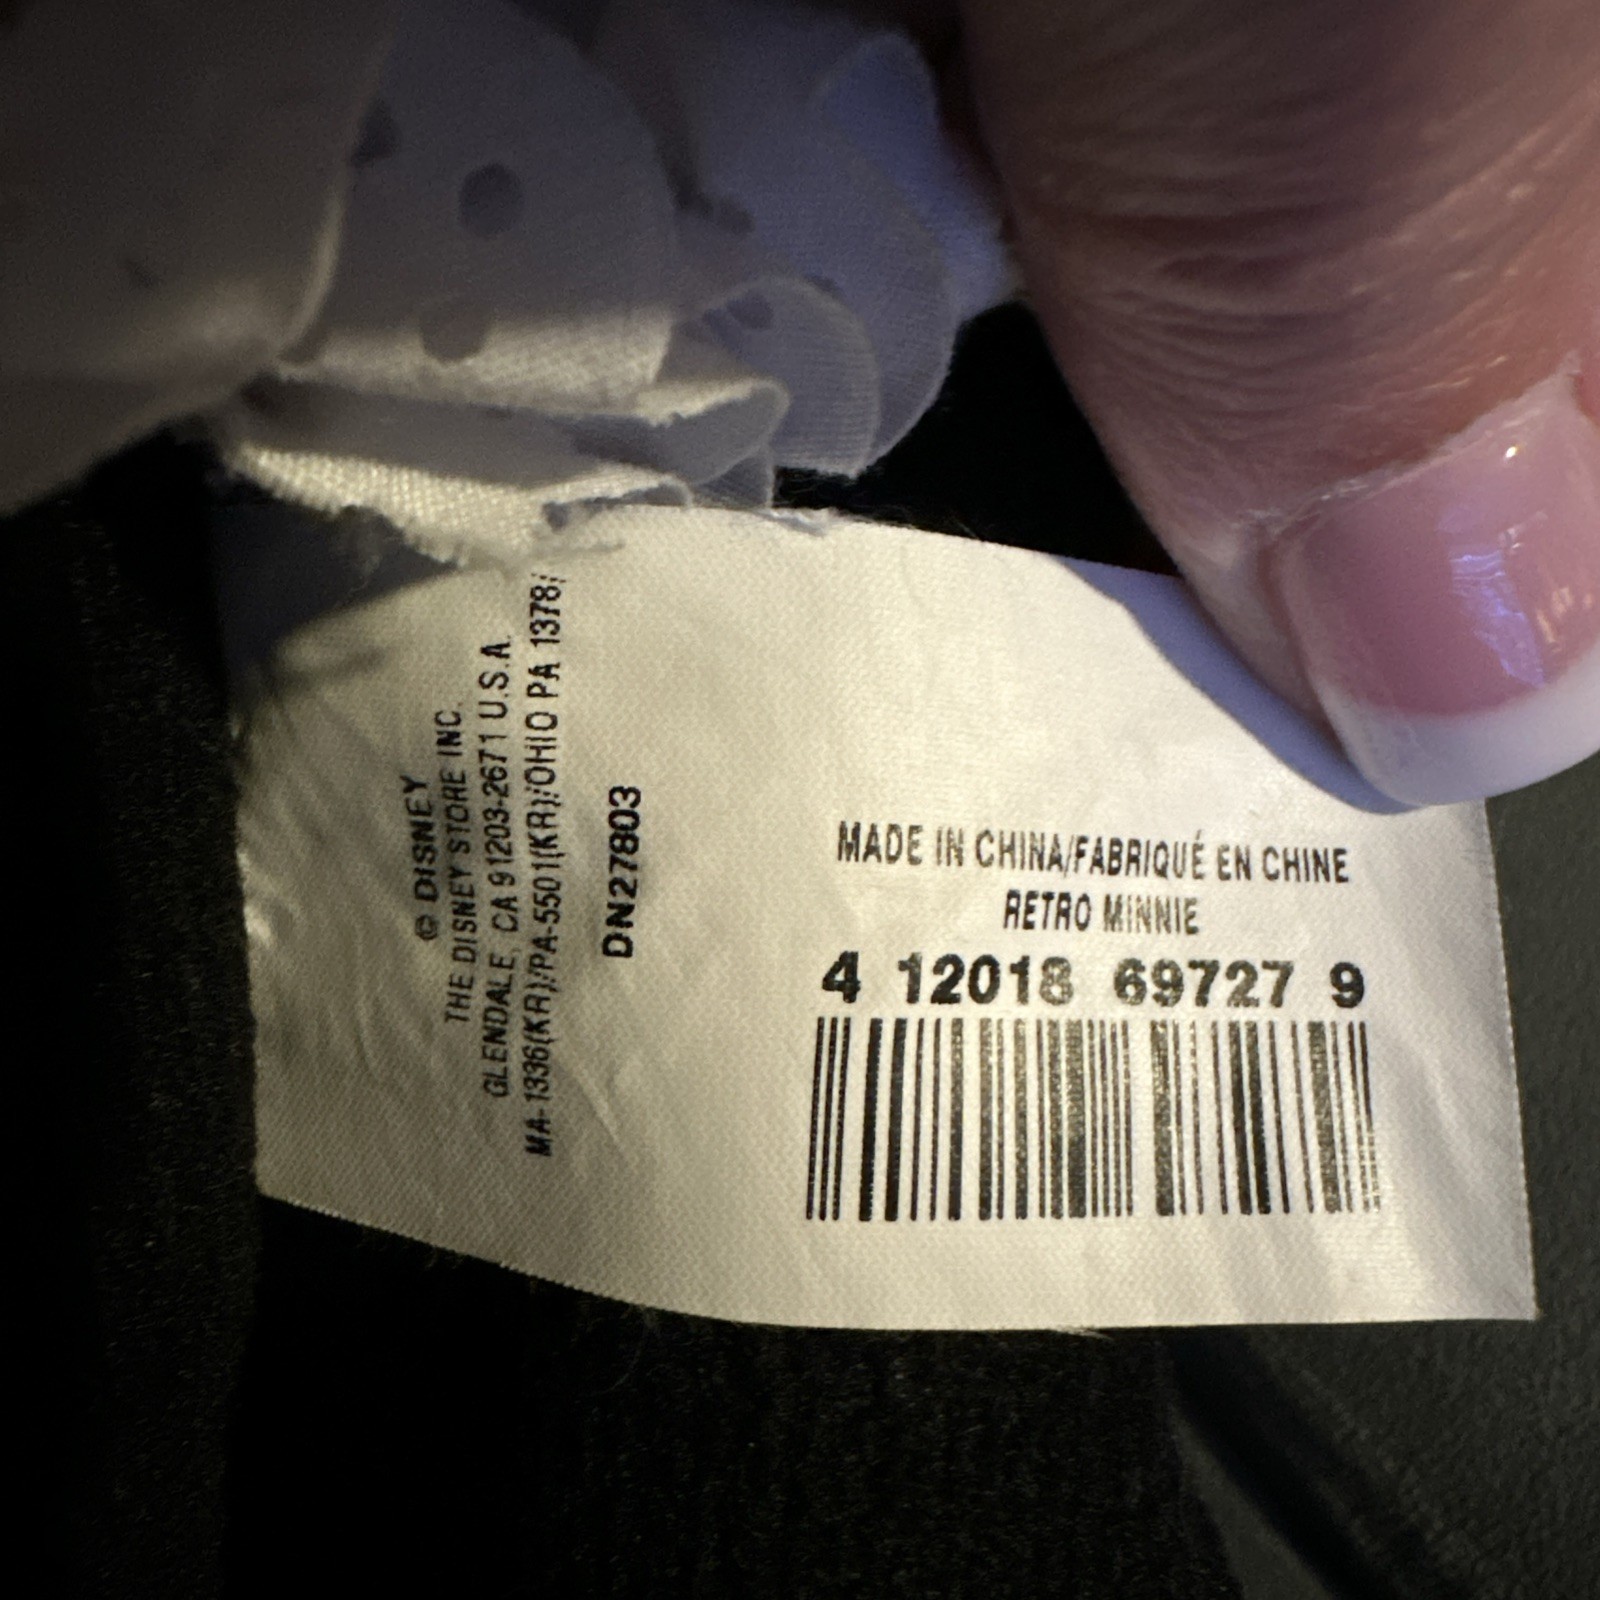 © DISNEY
THE DISNEY STORE INC.
GLENDALE, CA 91203-2671 U.S.A.
MA-1336(KR)/PA-5501(KR)/OHIO PA 1378/
DN27803
MADE IN CHINA/FABRIQUÉ EN CHINE
RETRO MINNIE
4 12018 69727 9